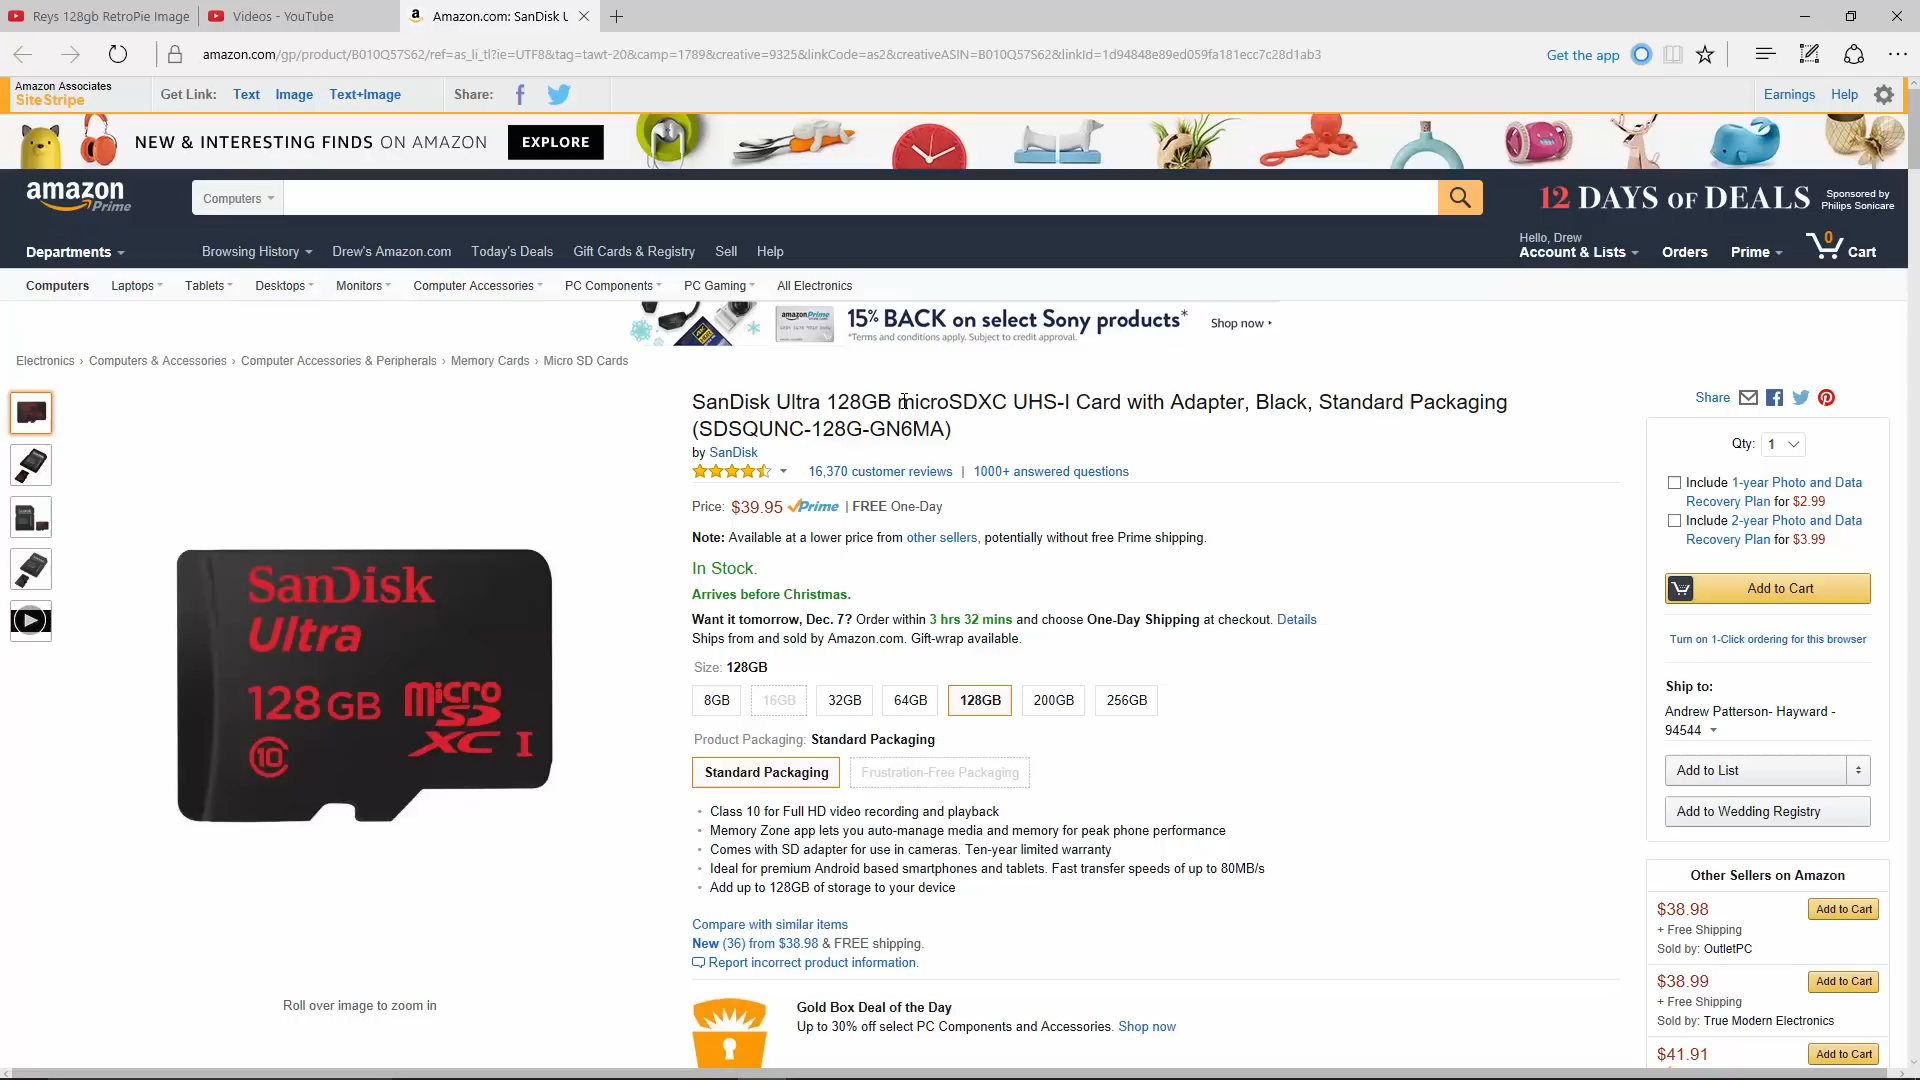 Reys 128gb RetroPie Image
Videos - YouTube
Amazon.com: SanDisk U
amazon.com/gp/product/B010Q57S62/ref=as_li_tl?ie=UTF8&tag=tawt-20&camp=1789&creative=9325&linkCode=as2&creativeASIN=B010Q57S62&linkId=1d94848e89ed059fa181ecc7c28d1ab3
Get the app
Amazon Associates
SiteStripe
Get Link: Text Image Text+Image
Share:
Earnings Help
NEW & INTERESTING FINDS ON AMAZON EXPLORE
amazon Prime
Computers
12 DAYS OF DEALS
Sponsored by
Philips Sonicare
Departments
Browsing History Drew's Amazon.com Today's Deals Gift Cards & Registry Sell Help
Hello, Drew
Account & Lists Orders Prime 0 Cart
Computers Laptops Tablets Desktops Monitors Computer Accessories PC Components PC Gaming All Electronics
amazonPrime
15% BACK on select Sony products* Shop now
*Terms and conditions apply. Subject to credit approval.
Electronics › Computers & Accessories › Computer Accessories & Peripherals › Memory Cards › Micro SD Cards
SanDisk
Ultra
128GB micro SD XC I
10
Roll over image to zoom in
SanDisk Ultra 128GB microSDXC UHS-I Card with Adapter, Black, Standard Packaging
(SDSQUNC-128G-GN6MA)
by SanDisk
16,370 customer reviews | 1000+ answered questions
Price: $39.95 Prime | FREE One-Day
Note: Available at a lower price from other sellers, potentially without free Prime shipping.
In Stock.
Arrives before Christmas.
Want it tomorrow, Dec. 7? Order within 3 hrs 32 mins and choose One-Day Shipping at checkout. Details
Ships from and sold by Amazon.com. Gift-wrap available.
Size: 128GB
8GB 16GB 32GB 64GB 128GB 200GB 256GB
Product Packaging: Standard Packaging
Standard Packaging Frustration-Free Packaging
• Class 10 for Full HD video recording and playback
• Memory Zone app lets you auto-manage media and memory for peak phone performance
• Comes with SD adapter for use in cameras. Ten-year limited warranty
• Ideal for premium Android based smartphones and tablets. Fast transfer speeds of up to 80MB/s
• Add up to 128GB of storage to your device
Compare with similar items
New (36) from $38.98 & FREE shipping.
Report incorrect product information.
Gold Box Deal of the Day
Up to 30% off select PC Components and Accessories. Shop now
Share
Qty: 1
Include 1-year Photo and Data
Recovery Plan for $2.99
Include 2-year Photo and Data
Recovery Plan for $3.99
Add to Cart
Turn on 1-Click ordering for this browser
Ship to:
Andrew Patterson- Hayward -
94544
Add to List
Add to Wedding Registry
Other Sellers on Amazon
$38.98 Add to Cart
+ Free Shipping
Sold by: OutletPC
$38.99 Add to Cart
+ Free Shipping
Sold by: True Modern Electronics
$41.91 Add to Cart